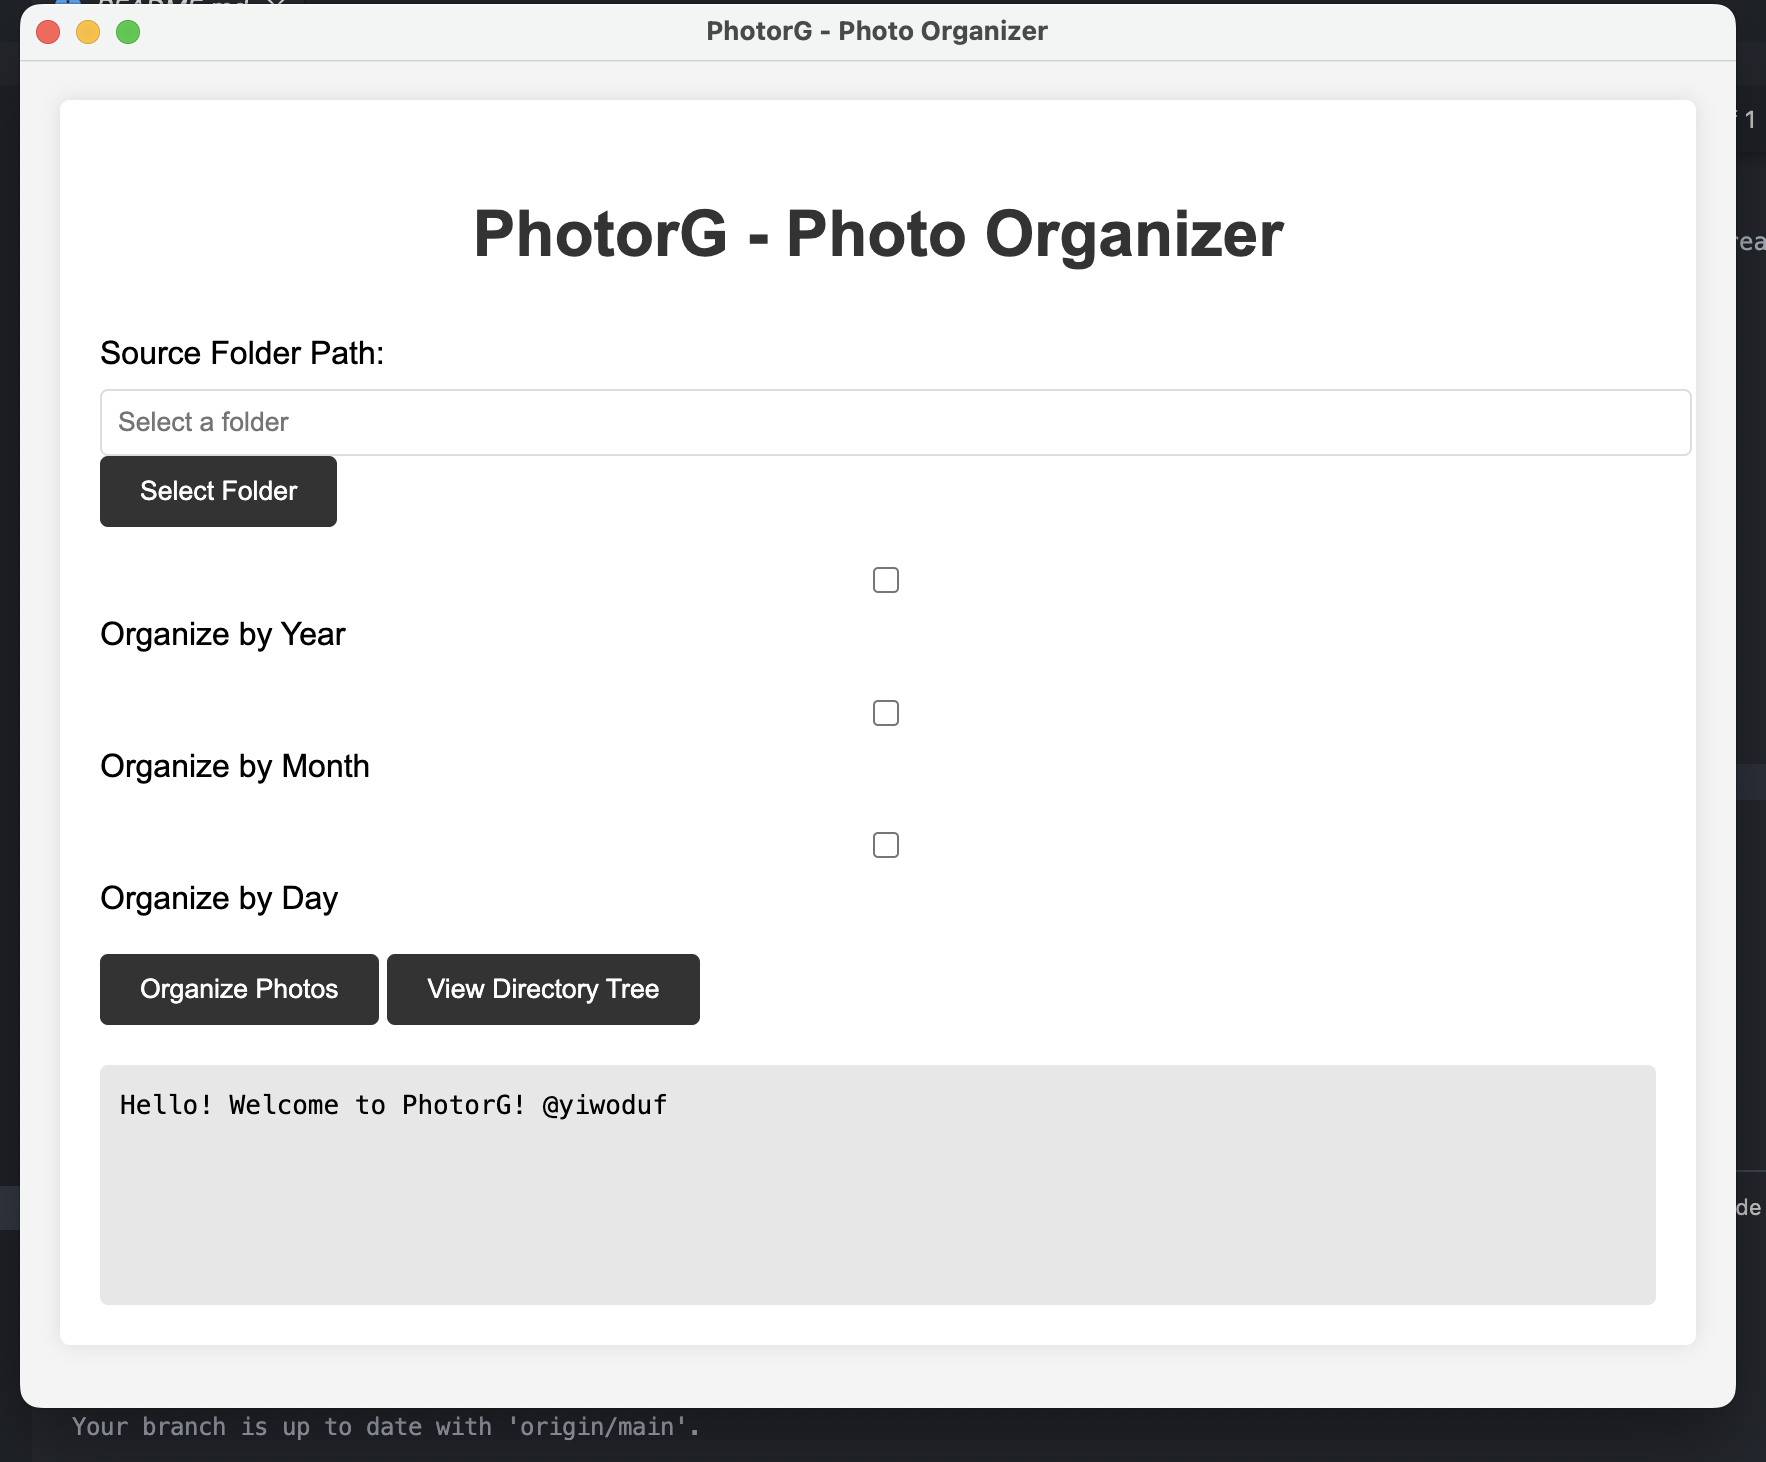 PhotorG - Photo Organizer
1
PhotorG - Photo Organizer
Source Folder Path:
Select a folder
Select Folder
Organize by Year
Organize by Month
Organize by Day
Organize Photos View Directory Tree
Hello! Welcome to PhotorG! @yiwoduf
Your branch is up to date with 'origin/main'.